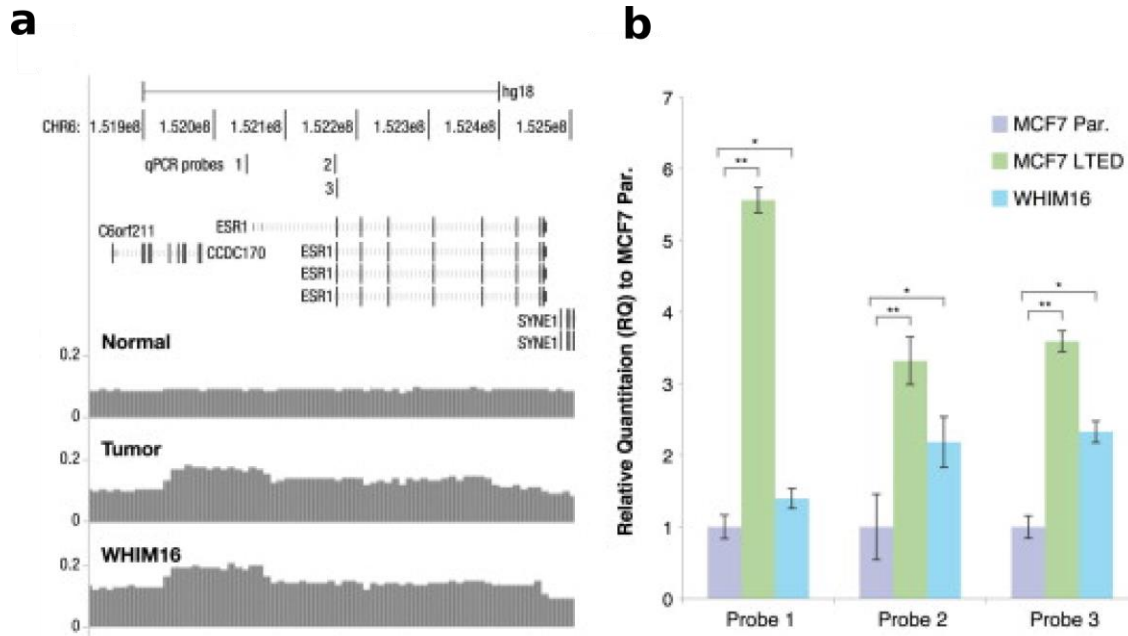 a
hg18
CHR6: 1.519e8 1.520e8 1.521e8 1.522e8 1.523e8 1.524e8 1.525e8
qPCR probes 1 2
3
C6orf211 ESR1
CCDC170 ESR1
ESR1
ESR1
SYNE1
SYNE1
Normal
0.2
0
Tumor
0.2
0
WHIM16
0.2
0
b
Relative Quantitaion (RQ) to MCF7 Par.
7
6
5
4
3
2
1
0
MCF7 Par.
MCF7 LTED
WHIM16
* **
* **
* **
Probe 1 Probe 2 Probe 3